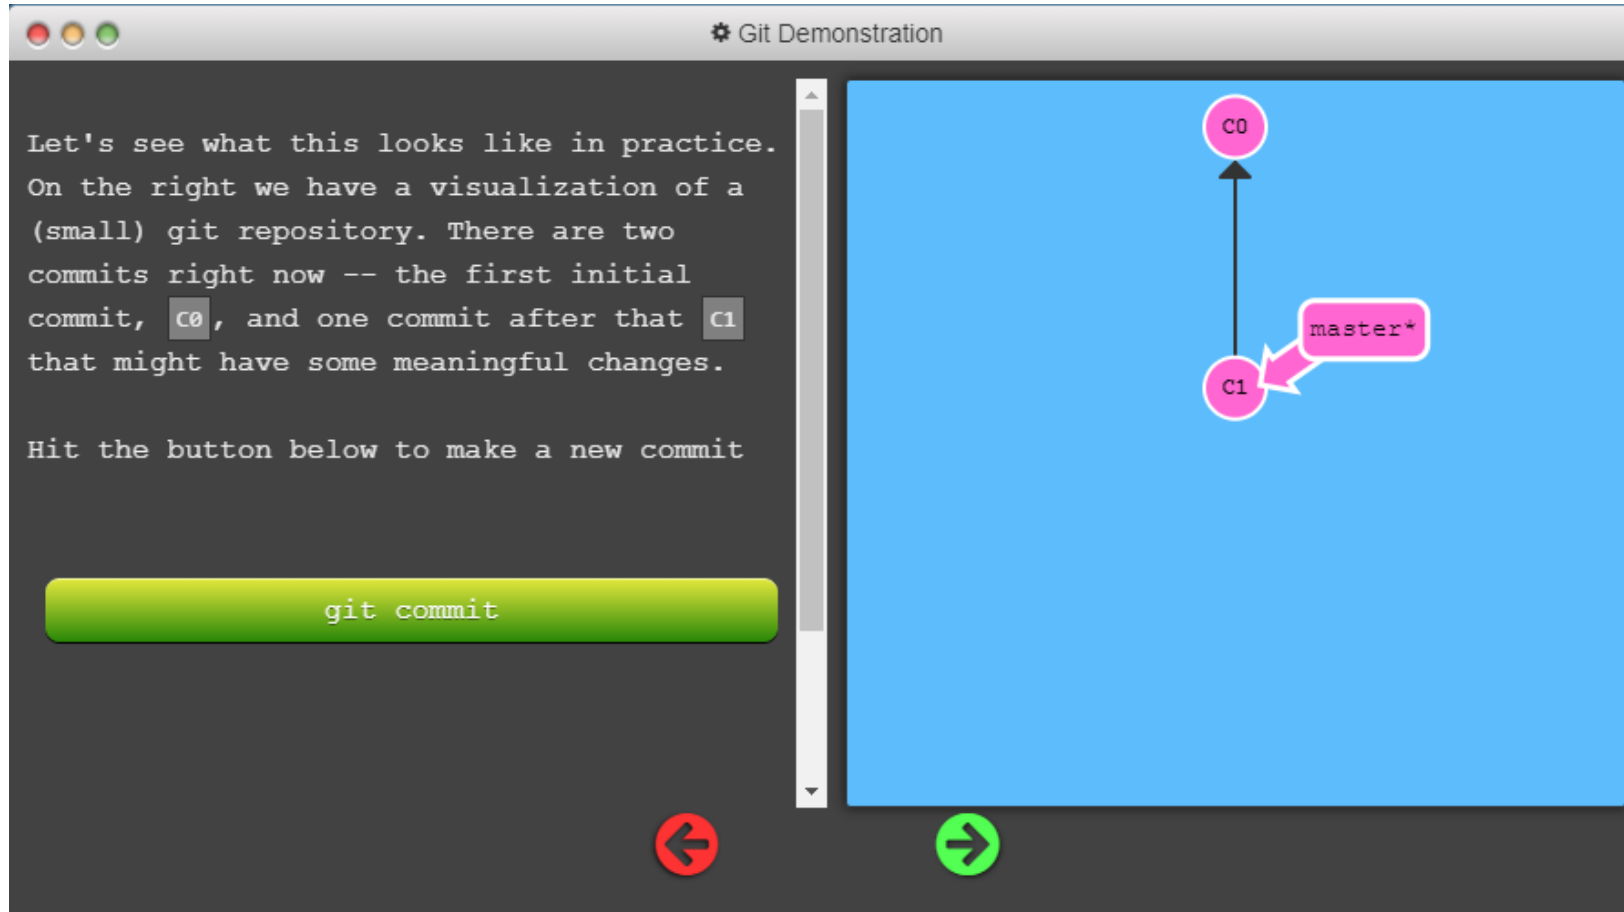 Git Demonstration
Let's see what this looks like in practice.
On the right we have a visualization of a
(small) git repository. There are two
commits right now -- the first initial
commit, C0, and one commit after that C1
that might have some meaningful changes.
Hit the button below to make a new commit
git commit
C0
master*
C1